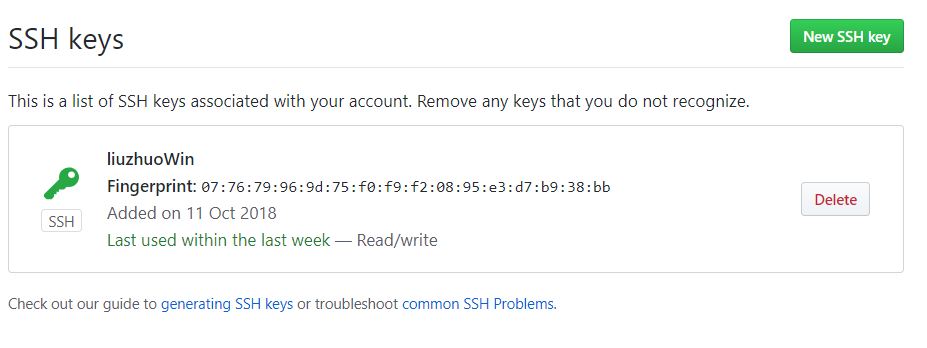 SSH keys
New SSH key
This is a list of SSH keys associated with your account. Remove any keys that you do not recognize.
liuzhuoWin
Fingerprint: 07:76:79:96:9d:75:f0:f9:f2:08:95:e3:d7:b9:38:bb
Added on 11 Oct 2018
SSH
Delete
Last used within the last week — Read/write
Check out our guide to generating SSH keys or troubleshoot common SSH Problems.